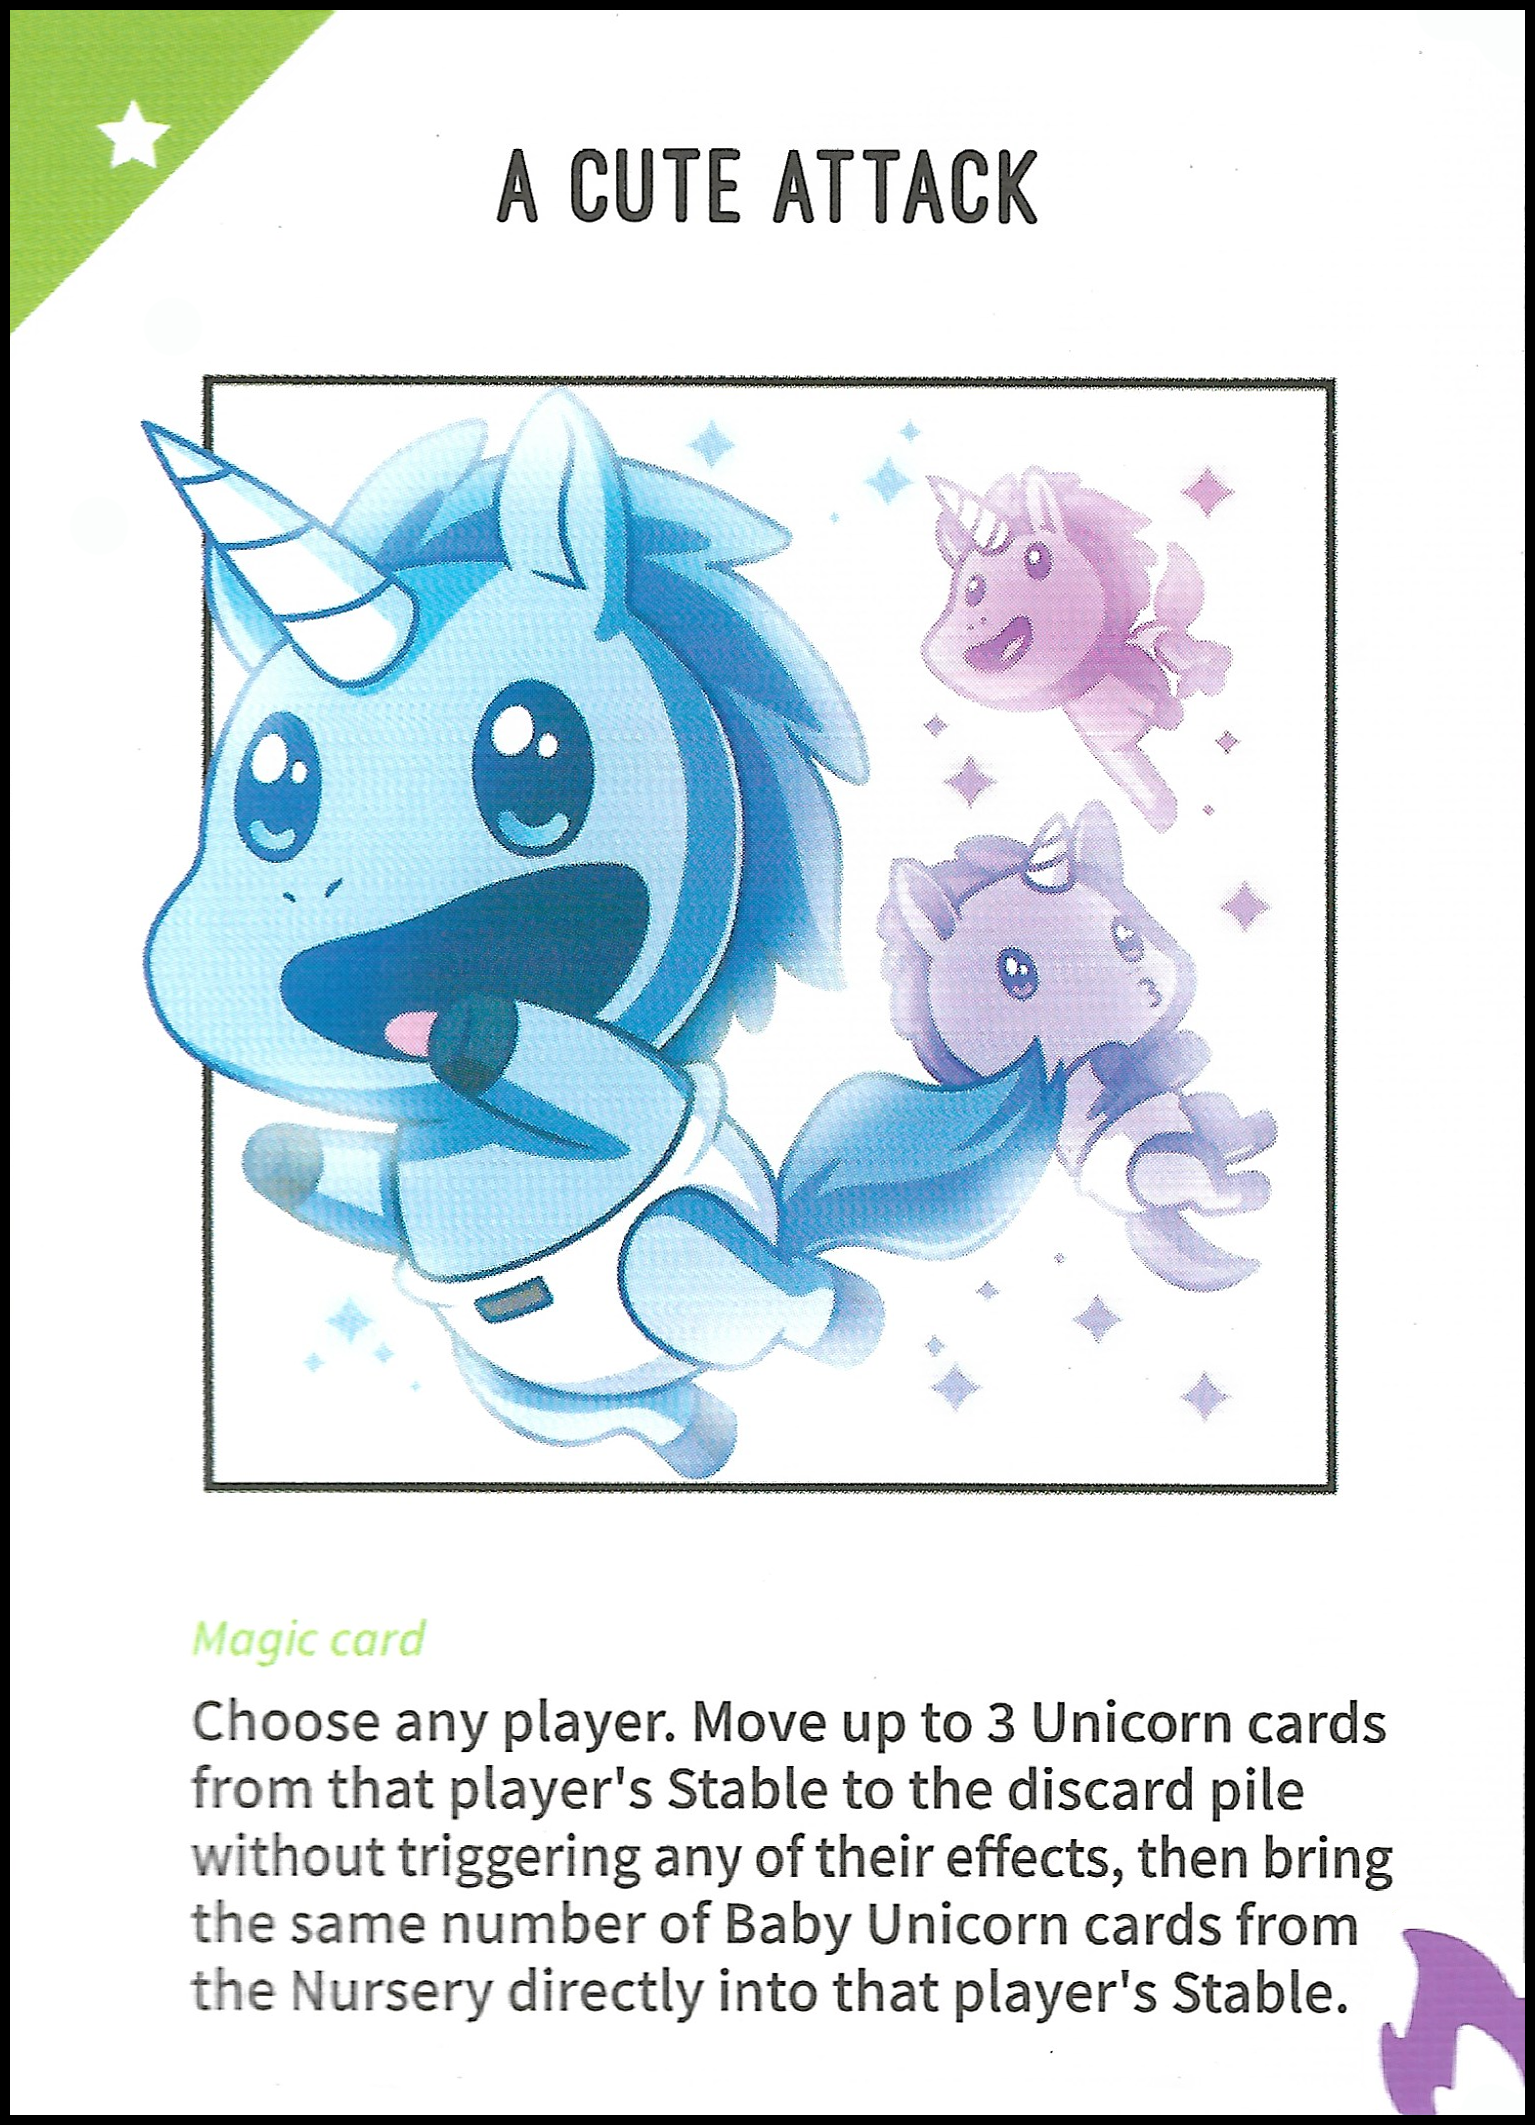 A CUTE ATTACK
Magic card
Choose any player. Move up to 3 Unicorn cards
from that player's Stable to the discard pile
without triggering any of their effects, then bring
the same number of Baby Unicorn cards from
the Nursery directly into that player's Stable.